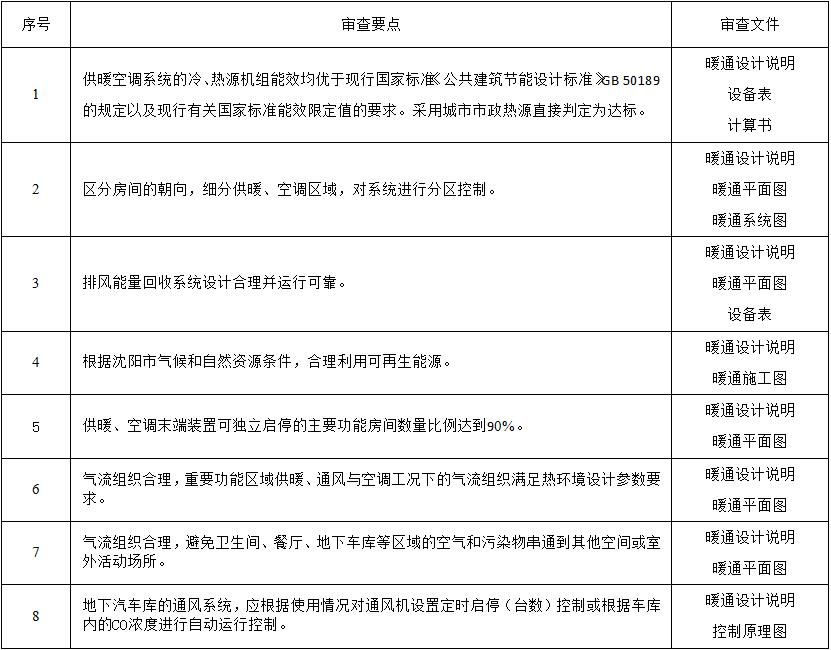 序号 审查要点 审查文件
1
供暖空调系统的冷、热源机组能效均优于现行国家标准《公共建筑节能设计标准》GB 50189
的规定以及现行有关国家标准能效限定值的要求。采用城市市政热源直接判定为达标。
暖通设计说明
设备表
计算书
2
区分房间的朝向，细分供暖、空调区域，对系统进行分区控制。
暖通设计说明
暖通平面图
暖通系统图
3
排风能量回收系统设计合理并运行可靠。
暖通设计说明
暖通平面图
设备表
4
根据沈阳市气候和自然资源条件，合理利用可再生能源。
暖通设计说明
暖通施工图
5
供暖、空调末端装置可独立启停的主要功能房间数量比例达到90%。
暖通设计说明
暖通平面图
6
气流组织合理，重要功能区域供暖、通风与空调工况下的气流组织满足热环境设计参数要
求。
暖通设计说明
暖通平面图
7
气流组织合理，避免卫生间、餐厅、地下车库等区域的空气和污染物串通到其他空间或室
外活动场所。
暖通设计说明
暖通平面图
8
地下汽车库的通风系统，应根据使用情况对通风机设置定时启停（台数）控制或根据车库
内的CO浓度进行自动运行控制。
暖通设计说明
控制原理图